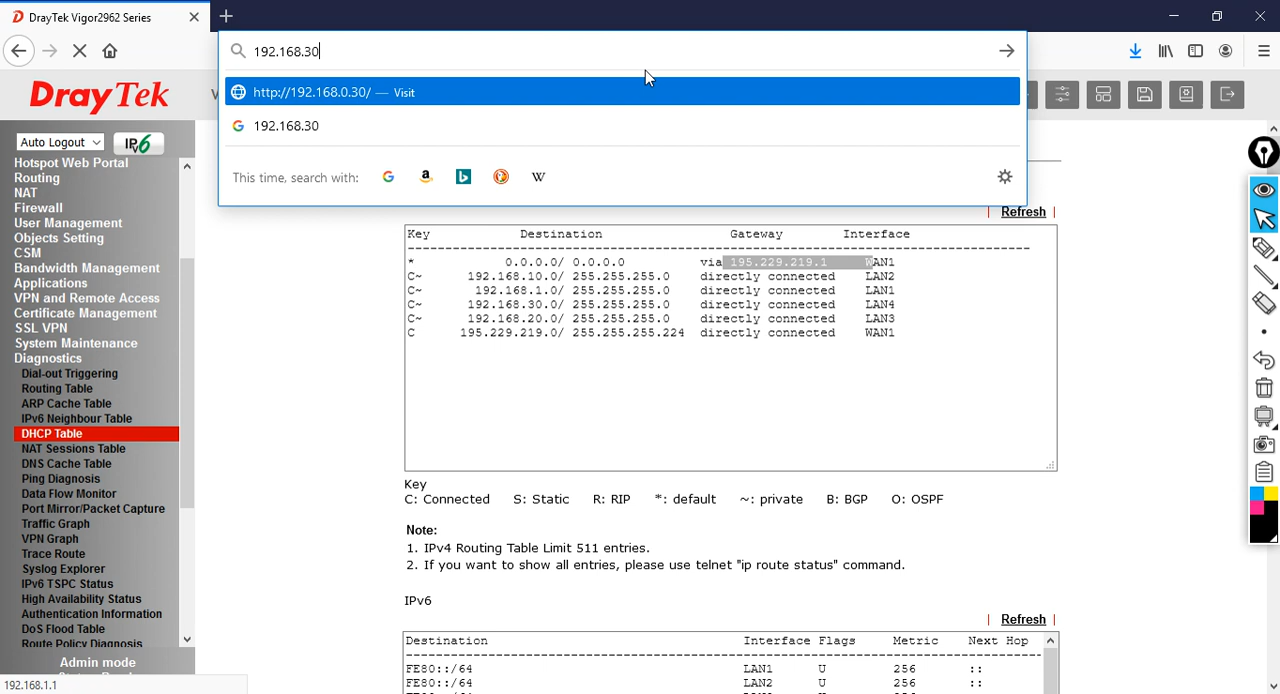 DrayTek Vigor2962 Series
192.168.30
http://192.168.0.30/ — Visit
192.168.30
This time, search with:
DrayTek
Auto Logout
IPv6
Hotspot Web Portal
Routing
NAT
Firewall
User Management
Objects Setting
CSM
Bandwidth Management
Applications
VPN and Remote Access
Certificate Management
SSL VPN
System Maintenance
Diagnostics
Dial-out Triggering
Routing Table
ARP Cache Table
IPv6 Neighbour Table
DHCP Table
NAT Sessions Table
DNS Cache Table
Ping Diagnosis
Data Flow Monitor
Port Mirror/Packet Capture
Traffic Graph
VPN Graph
Trace Route
Syslog Explorer
IPv6 TSPC Status
High Availability Status
Authentication Information
DoS Flood Table
Route Policy Diagnosis
Admin mode
192.168.1.1
| Refresh |
Key Destination Gateway Interface
* 0.0.0.0/ 0.0.0.0 via 195.229.219.1 WAN1
C~ 192.168.10.0/ 255.255.255.0 directly connected LAN2
C~ 192.168.1.0/ 255.255.255.0 directly connected LAN1
C~ 192.168.30.0/ 255.255.255.0 directly connected LAN4
C~ 192.168.20.0/ 255.255.255.0 directly connected LAN3
C 195.229.219.0/ 255.255.255.224 directly connected WAN1
Key
C: Connected S: Static R: RIP *: default ~: private B: BGP O: OSPF
Note:
1. IPv4 Routing Table Limit 511 entries.
2. If you want to show all entries, please use telnet "ip route status" command.
IPv6
| Refresh |
Destination Interface Flags Metric Next Hop
FE80::/64 LAN1 U 256 ::
FE80::/64 LAN2 U 256 ::